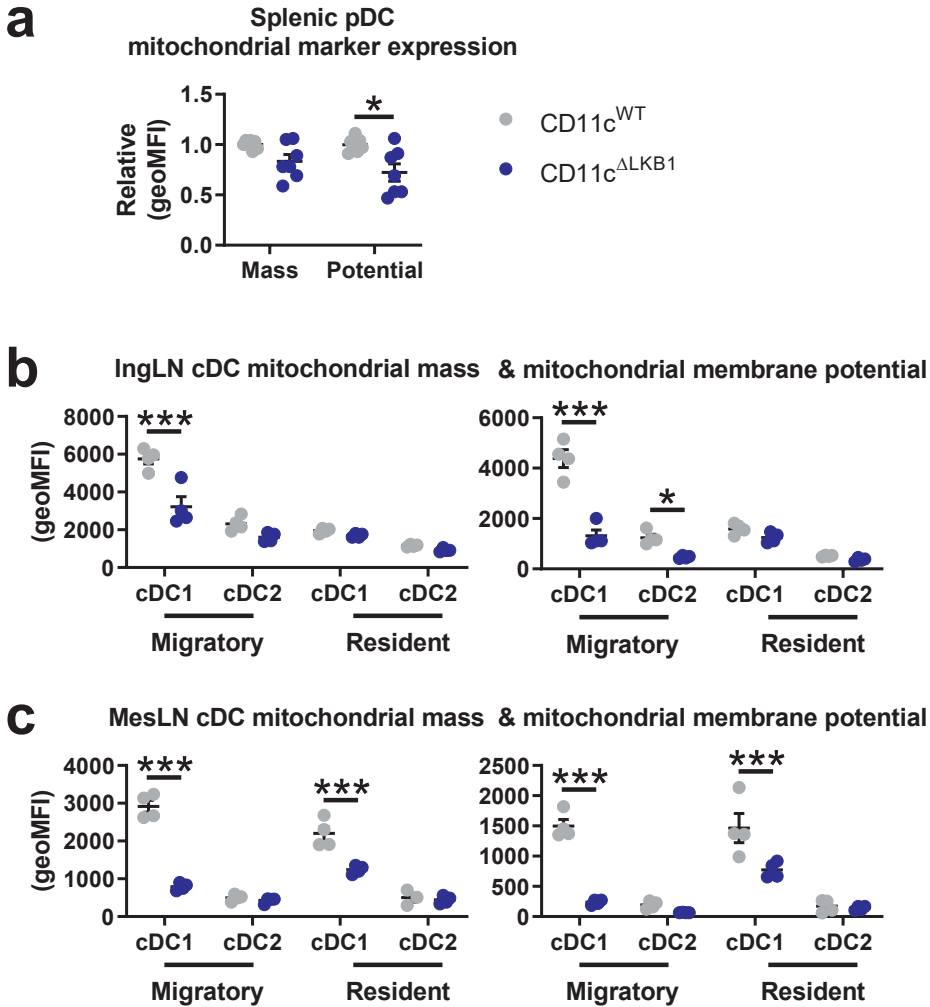 a
Splenic pDC
mitochondrial marker expression
Relative
(geoMFI)
1.5
1.0
0.5
0.0
*
Mass Potential
CD11cWT
CD11cΔLKB1
b
IngLN cDC mitochondrial mass & mitochondrial membrane potential
(geoMFI)
8000
6000
4000
2000
0
***
cDC1 cDC2 cDC1 cDC2
Migratory Resident
6000
4000
2000
0
***
*
cDC1 cDC2 cDC1 cDC2
Migratory Resident
c
MesLN cDC mitochondrial mass & mitochondrial membrane potential
(geoMFI)
4000
3000
2000
1000
0
***
***
cDC1 cDC2 cDC1 cDC2
Migratory Resident
2500
2000
1500
1000
500
0
***
***
cDC1 cDC2 cDC1 cDC2
Migratory Resident